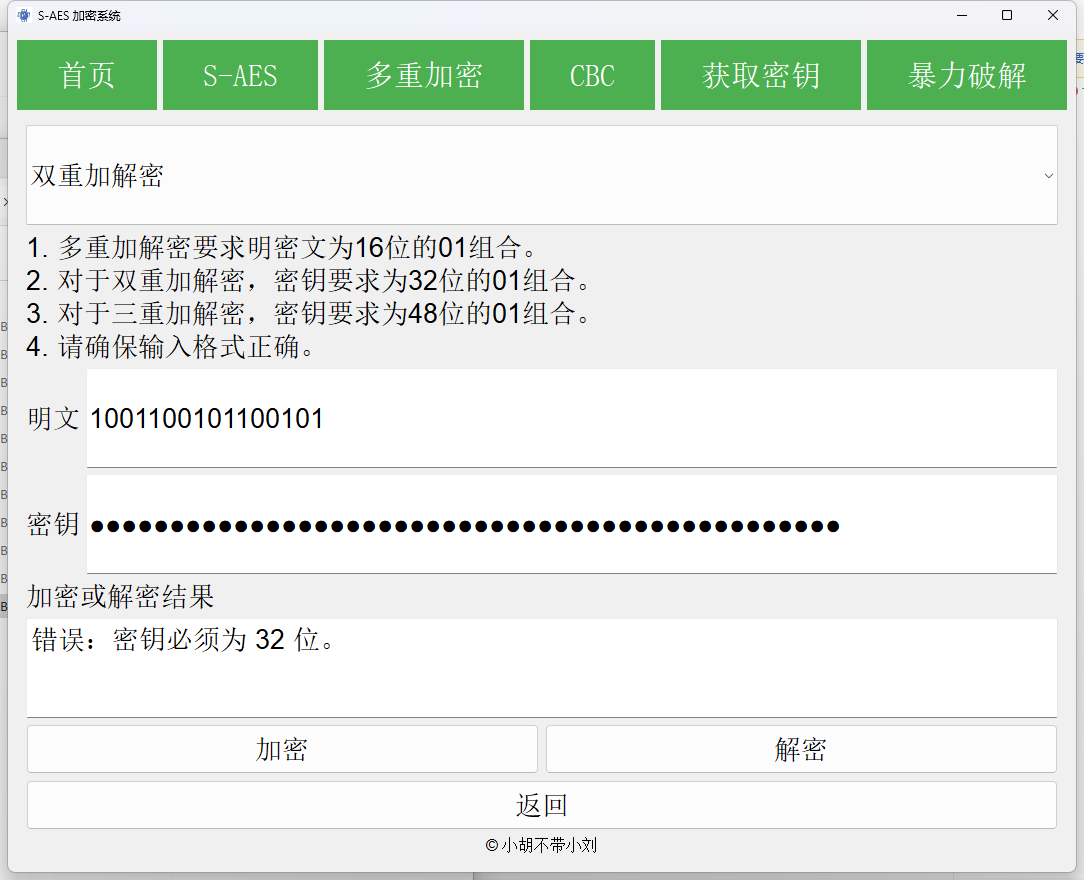 S-AES 加密系统
首页 S-AES 多重加密 CBC 获取密钥 暴力破解
双重加解密
1. 多重加解密要求明密文为16位的01组合。
2. 对于双重加解密，密钥要求为32位的01组合。
3. 对于三重加解密，密钥要求为48位的01组合。
4. 请确保输入格式正确。
明文 1001100101100101
密钥 ●●●●●●●●●●●●●●●●●●●●●●●●●●●●●●●●●●●●●●●●●●●●●●●
加密或解密结果
错误：密钥必须为 32 位。
加密 解密
返回
© 小胡不带小刘